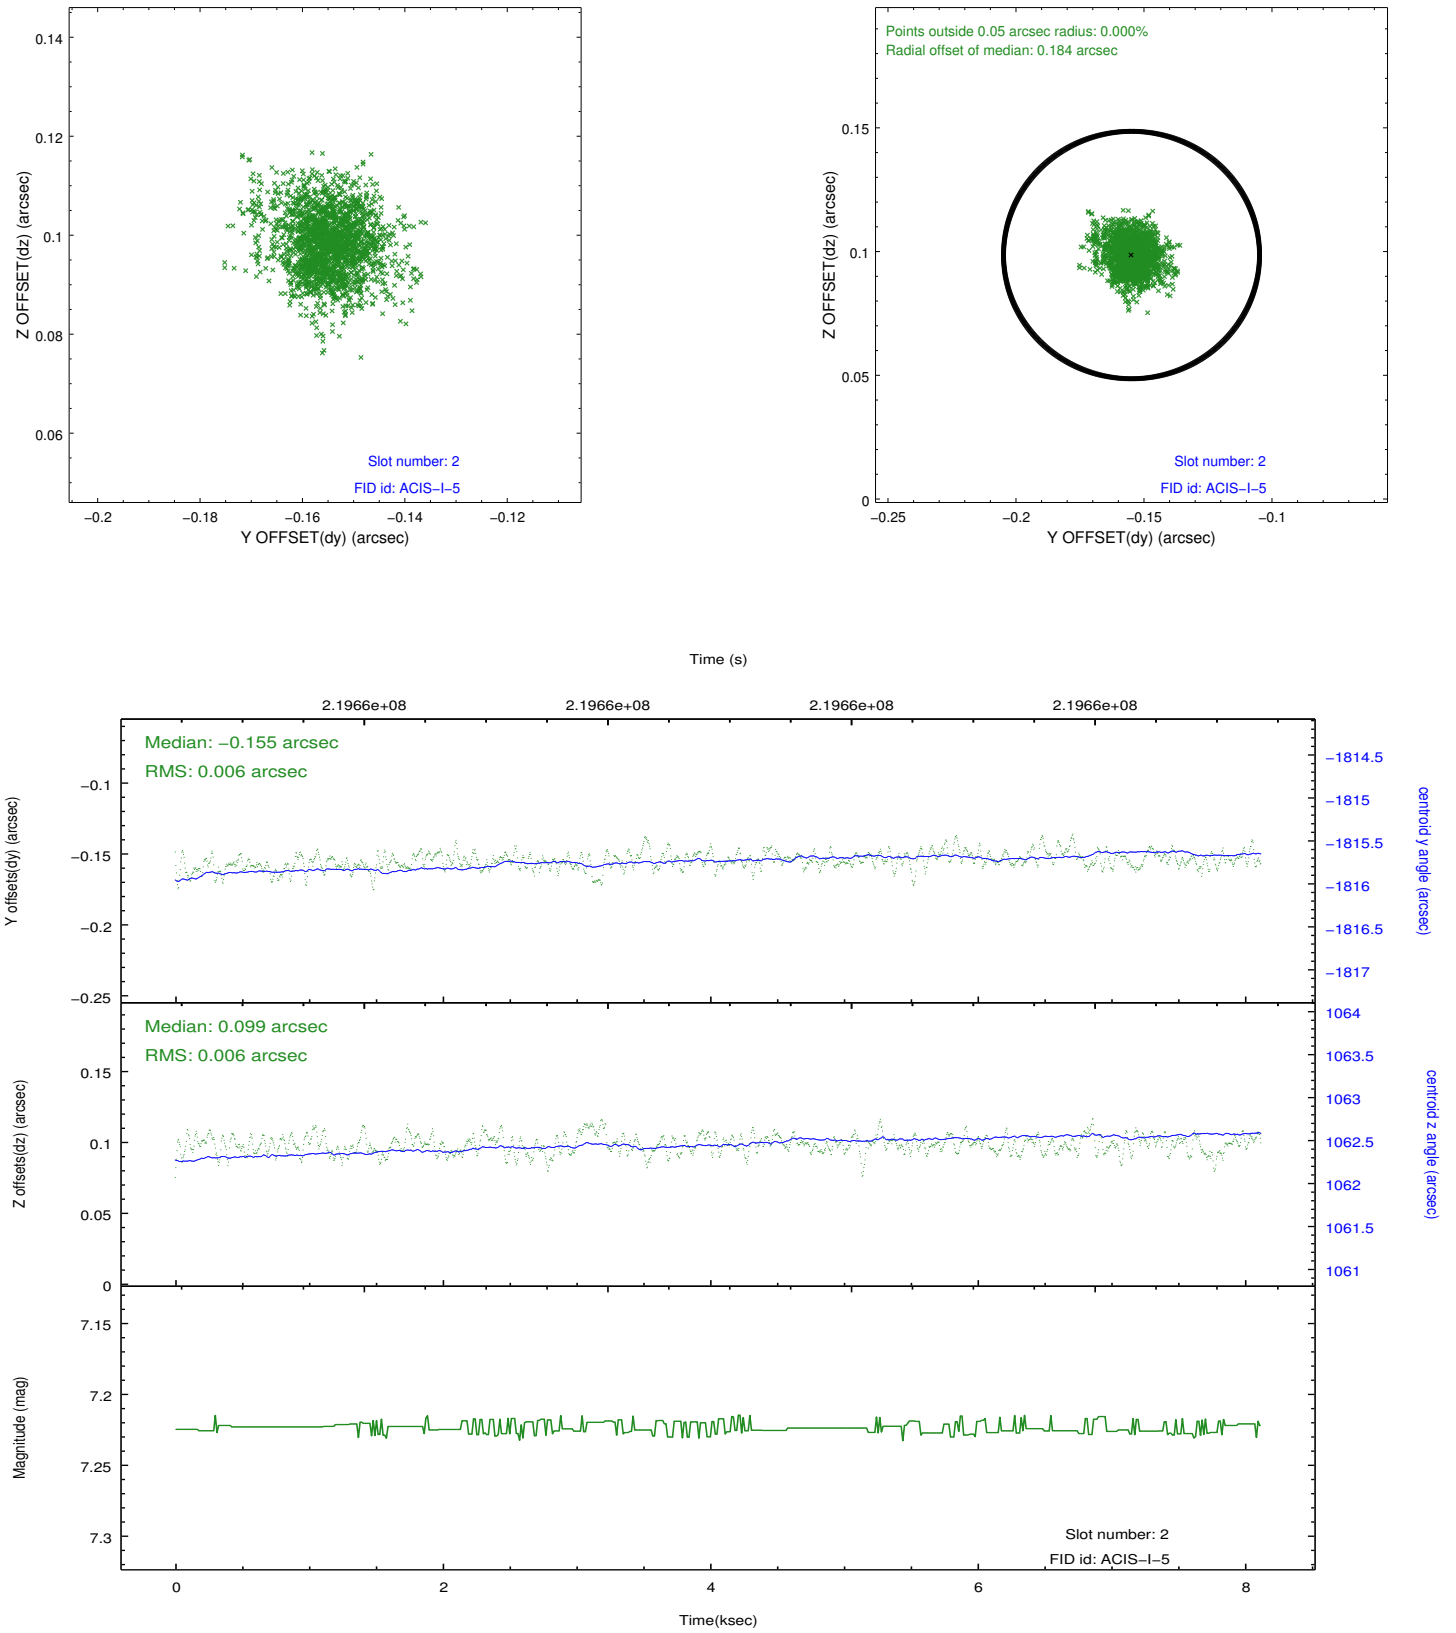 0.14
0.12
0.1
0.08
0.06
Z OFFSET(dz) (arcsec)
Slot number: 2
FID id: ACIS−I−5
−0.2 −0.18 −0.16 −0.14 −0.12
Y OFFSET(dy) (arcsec)
Points outside 0.05 arcsec radius: 0.000%
Radial offset of median: 0.184 arcsec
0.15
0.1
0.05
0
Z OFFSET(dz) (arcsec)
Slot number: 2
FID id: ACIS−I−5
−0.25 −0.2 −0.15 −0.1
Y OFFSET(dy) (arcsec)
Time (s)
2.1966e+08 2.1966e+08 2.1966e+08 2.1966e+08
Median: −0.155 arcsec
RMS: 0.006 arcsec
−0.1
−0.15
−0.2
−0.25
Y offsets(dy) (arcsec)
−1814.5
−1815
−1815.5
−1816
−1816.5
−1817
centroid y angle (arcsec)
Median: 0.099 arcsec
RMS: 0.006 arcsec
0.15
0.1
0.05
0
Z offsets(dz) (arcsec)
1064
1063.5
1063
1062.5
1062
1061.5
1061
centroid z angle (arcsec)
7.15
7.2
7.25
7.3
Magnitude (mag)
Slot number: 2
FID id: ACIS−I−5
0 2 4 6 8
Time(ksec)